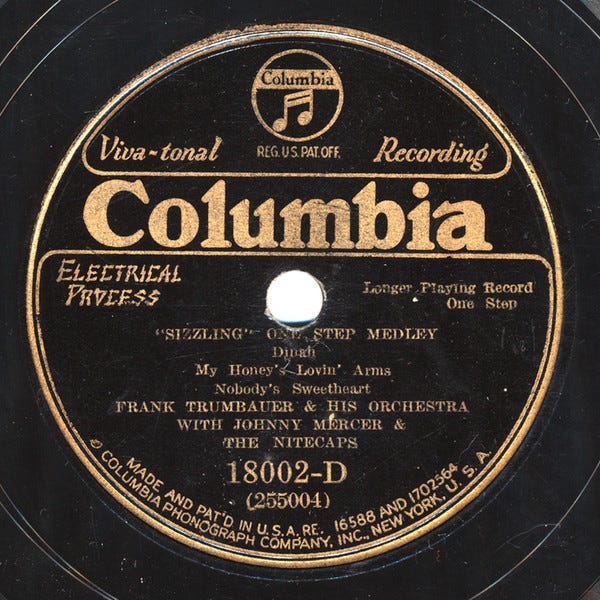 Columbia
REG. U.S. PAT. OFF.
Viva-tonal Recording
Columbia
ELECTRICAL
PROCESS
Longer Playing Record
One Step
"SIZZLING" ONE STEP MEDLEY
Dinah
My Honey's Lovin' Arms
Nobody's Sweetheart
FRANK TRUMBAUER & HIS ORCHESTRA
WITH JOHNNY MERCER &
THE NITECAPS
18002-D
(255004)
MADE AND PAT'D IN U.S.A. RE. 16588 AND 1702564
© COLUMBIA PHONOGRAPH COMPANY, INC., NEW YORK, U.S.A.